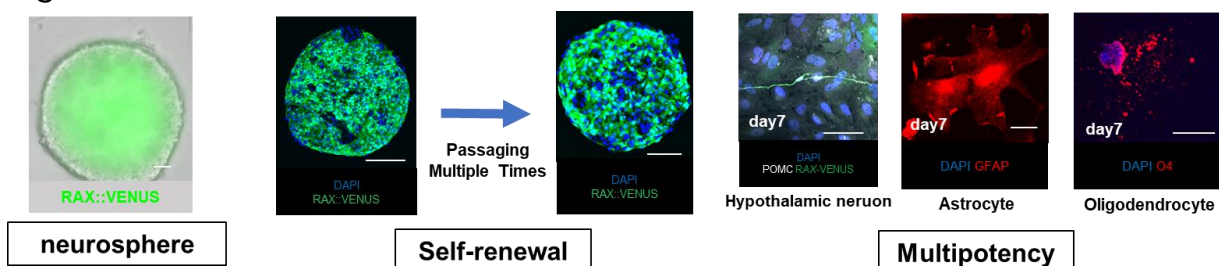 RAX::VENUS
neurosphere
DAPI
RAX::VENUS
Passaging
Multiple Times
DAPI
RAX::VENUS
Self-renewal
day7
DAPI
POMC RAX-VENUS
Hypothalamic neruon
day7
DAPI GFAP
Astrocyte
day7
DAPI O4
Oligodendrocyte
Multipotency